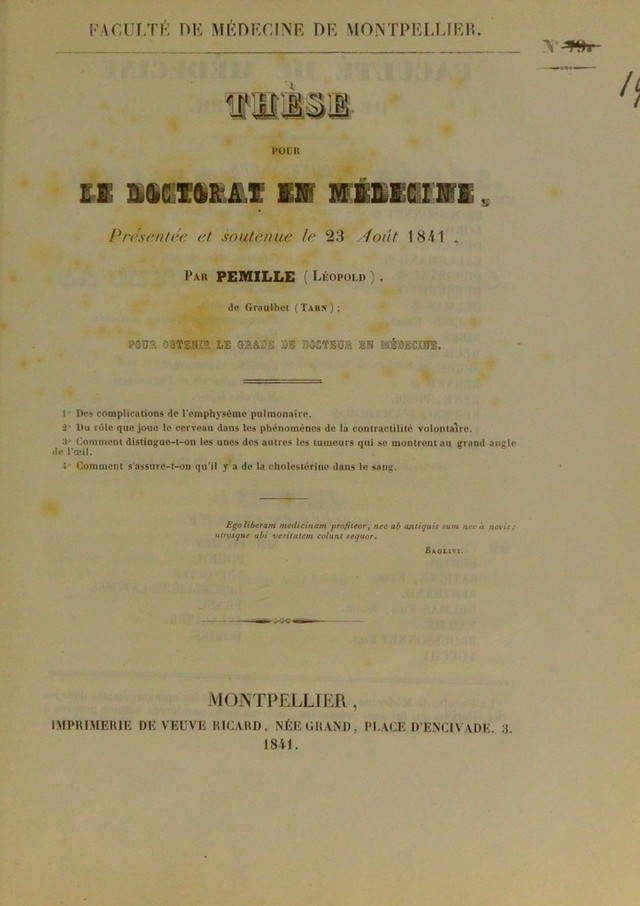 FACULTÉ DE MÉDECINE DE MONTPELLIER.
N°
THÈSE
POUR
LE DOCTORAT EN MÉDECINE,
Présentée et soutenue le 23 Août 1841,
PAR PEMILLE (LÉOPOLD),
de Graulhet (TARN);
POUR OBTENIR LE GRADE DE DOCTEUR EN MÉDECINE.
1° Des complications de l'emphysême pulmonaire.
2° Du rôle que joue le cerveau dans les phénomènes de la contractilité volontaire.
3° Comment distingue-t-on les unes des autres les tumeurs qui se montrent au grand angle
de l'œil.
4° Comment s'assure-t-on qu'il y a de la cholestérine dans le sang.
Ego liberam medicinam profiteor, nec ab antiquis sum nec à novis;
utrosque ubi veritatem colunt sequor.
BAGLIVI.
MONTPELLIER,
IMPRIMERIE DE VEUVE RICARD, NÉE GRAND, PLACE D'ENCIVADE. 3.
1841.